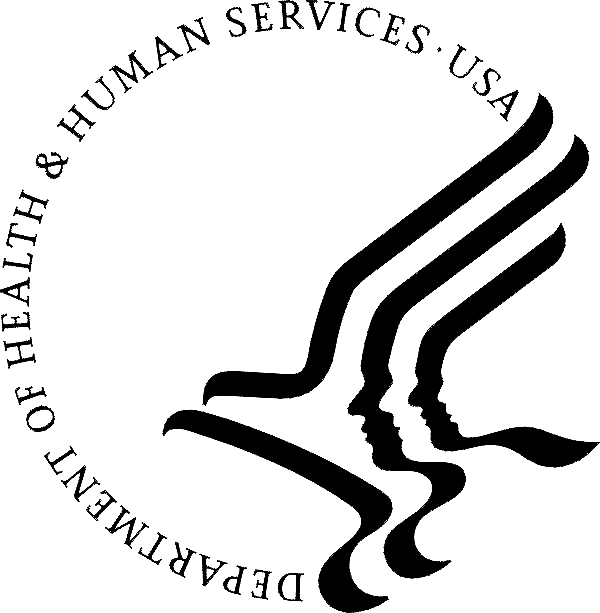 DEPARTMENT OF HEALTH & HUMAN SERVICES · USA